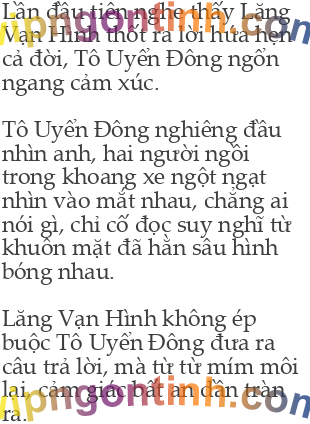 Lần đầu tiên nghe thấy Lăng
Vạn Hình thốt ra lời hứa hẹn
cả đời, Tô Uyển Đông ngổn
ngang cảm xúc.
Tô Uyển Đông nghiêng đầu
nhìn anh, hai người ngồi
trong khoang xe ngột ngạt
nhìn vào mắt nhau, chẳng ai
nói gì, chỉ cố đọc suy nghĩ từ
khuôn mặt đã hằn sâu hình
bóng nhau.
Lăng Vạn Hình không ép
buộc Tô Uyển Đông đưa ra
câu trả lời, mà từ từ mím môi
lại, cảm giác bất an dần tràn
ra.
vipngontinh.com
vipngontinh.com